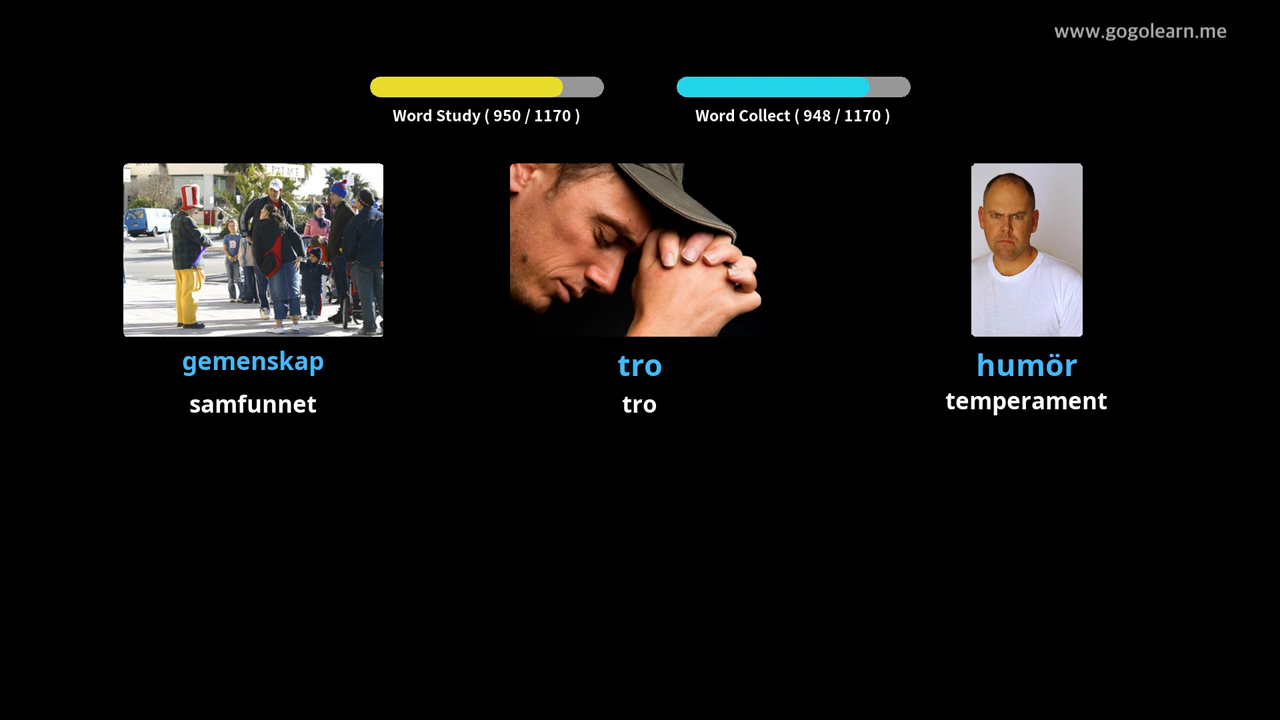 www.gogolearn.me
Word Study ( 950 / 1170 )
Word Collect ( 948 / 1170 )
gemenskap
samfunnet
tro
tro
humör
temperament